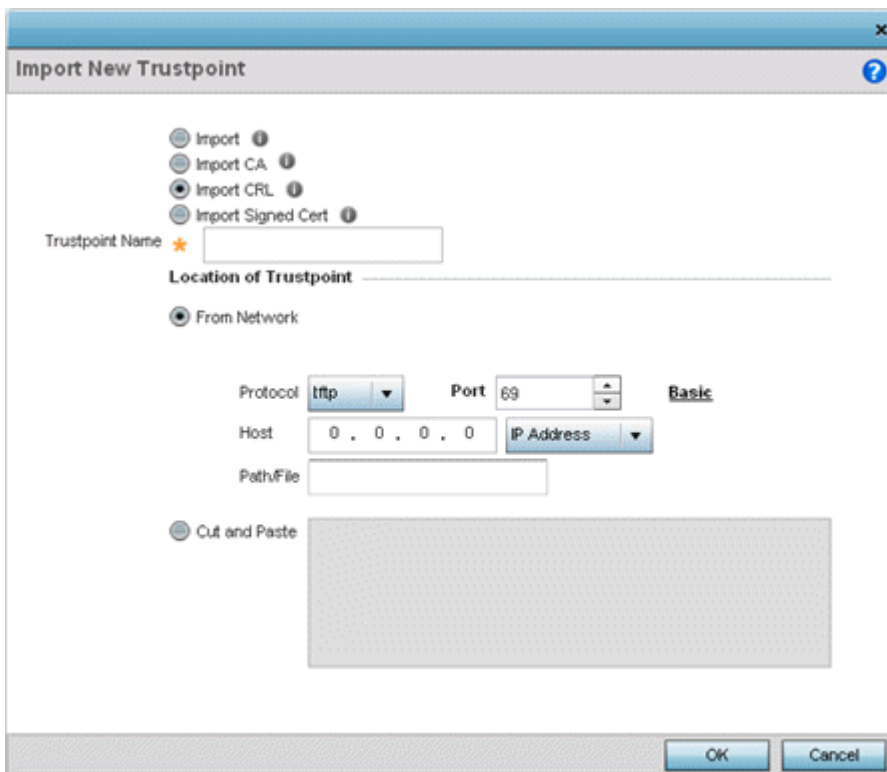 Import New Trustpoint
Import
Import CA
Import CRL
Import Signed Cert
Trustpoint Name *
Location of Trustpoint
From Network
Protocol tftp Port 69 Basic
Host 0 . 0 . 0 . 0 IP Address
Path/File
Cut and Paste
OK Cancel